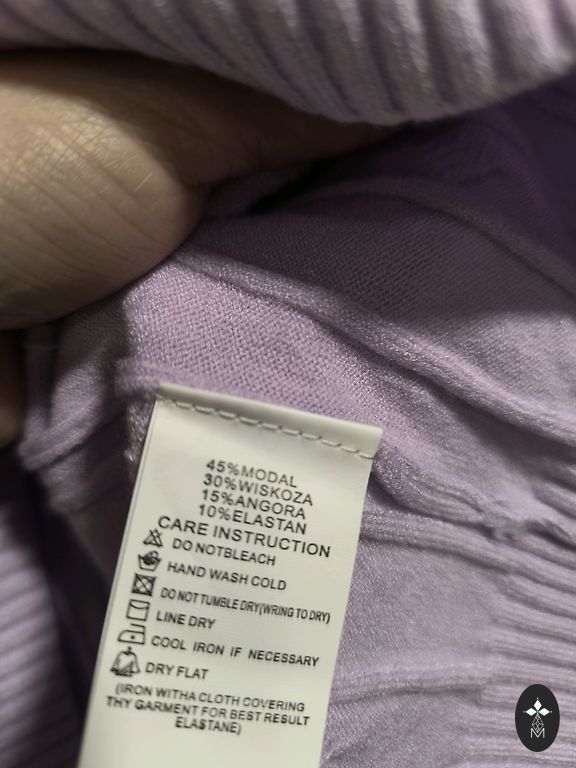 45%MODAL
30%WISKOZA
15%ANGORA
10%ELASTAN
CARE INSTRUCTION
DO NOTBLEACH
HAND WASH COLD
DO NOT TUMBLE DRY(WRING TO DRY)
LINE DRY
COOL IRON IF NECESSARY
DRY FLAT
(IRON WITHA CLOTH COVERING
THY GARMENT FOR BEST RESULT
ELASTANE)
M